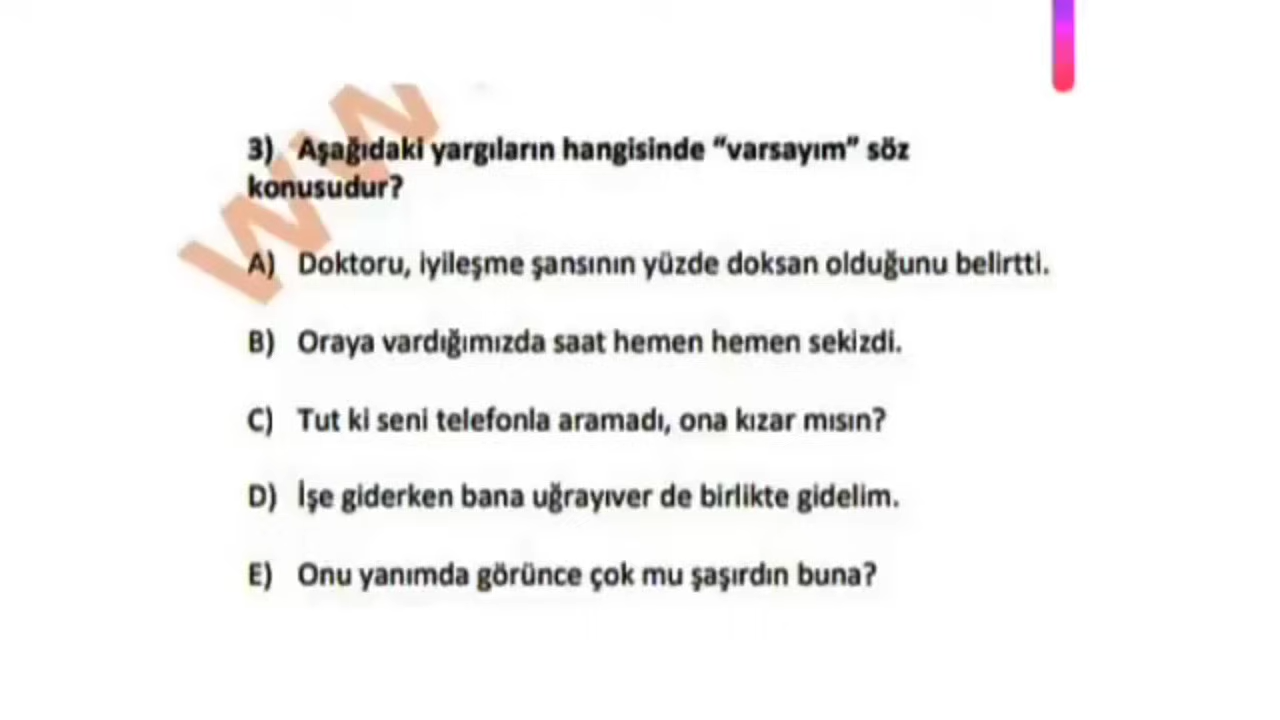 3) Aşağıdaki yargıların hangisinde “varsayım” söz
konusudur?
A) Doktoru, iyileşme şansının yüzde doksan olduğunu belirtti.
B) Oraya vardığımızda saat hemen hemen sekizdi.
C) Tut ki seni telefonla aramadı, ona kızar mısın?
D) İşe giderken bana uğrayıver de birlikte gidelim.
E) Onu yanımda görünce çok mu şaşırdın buna?